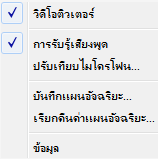 วิดีโอติวเตอร์
การรับรู้เสียงพูด
ปรับเทียบไมโครโฟน...
บันทึกแผนอัจฉริยะ...
เรียกคืนค่าแผนอัจฉริยะ...
ข้อมูล